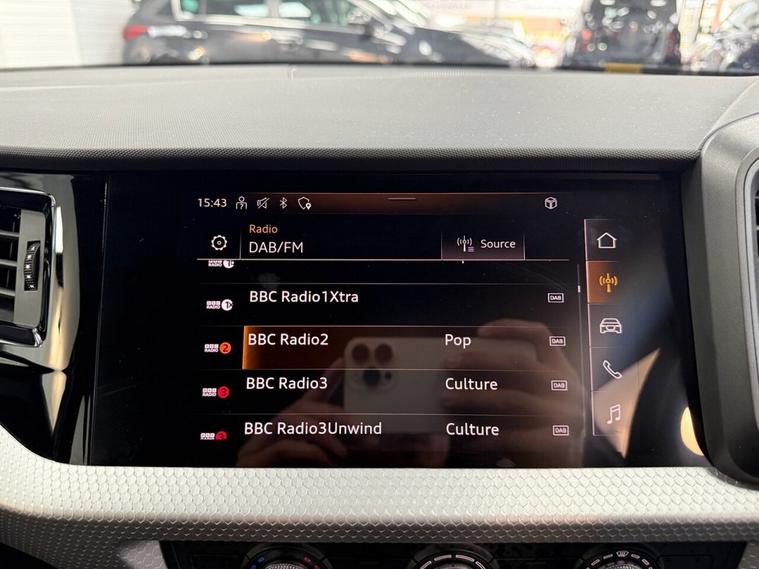 15:43
Radio
DAB/FM
Source
BBC Radio1Xtra DAB
BBC Radio2 Pop DAB
BBC Radio3 Culture DAB
BBC Radio3Unwind Culture DAB